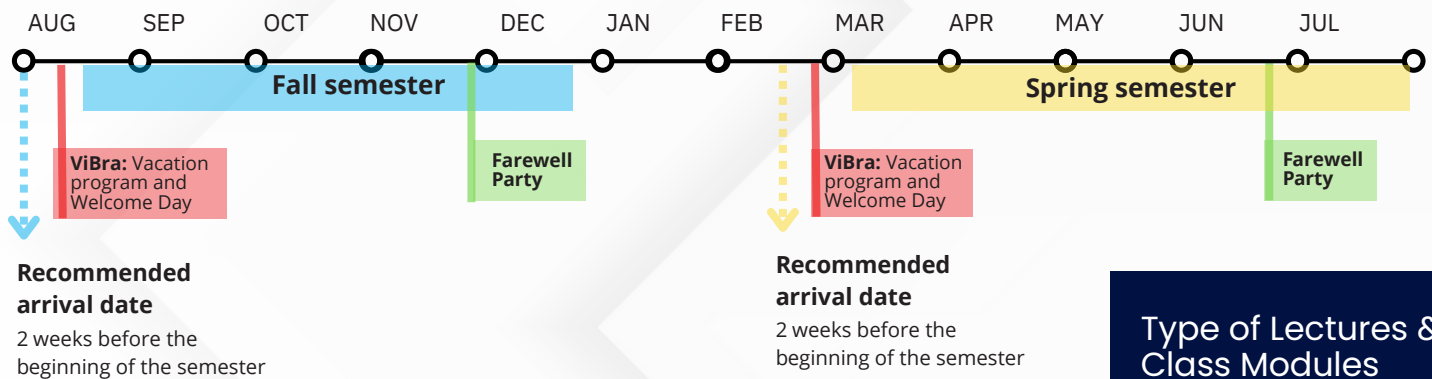 AUG SEP OCT NOV DEC JAN FEB MAR APR MAY JUN JUL
Fall semester
Spring semester
ViBra: Vacation
program and
Welcome Day
Farewell
Party
ViBra: Vacation
program and
Welcome Day
Farewell
Party
Recommended
arrival date
2 weeks before the
beginning of the semester
Recommended
arrival date
2 weeks before the
beginning of the semester
Type of Lectures &
Class Modules